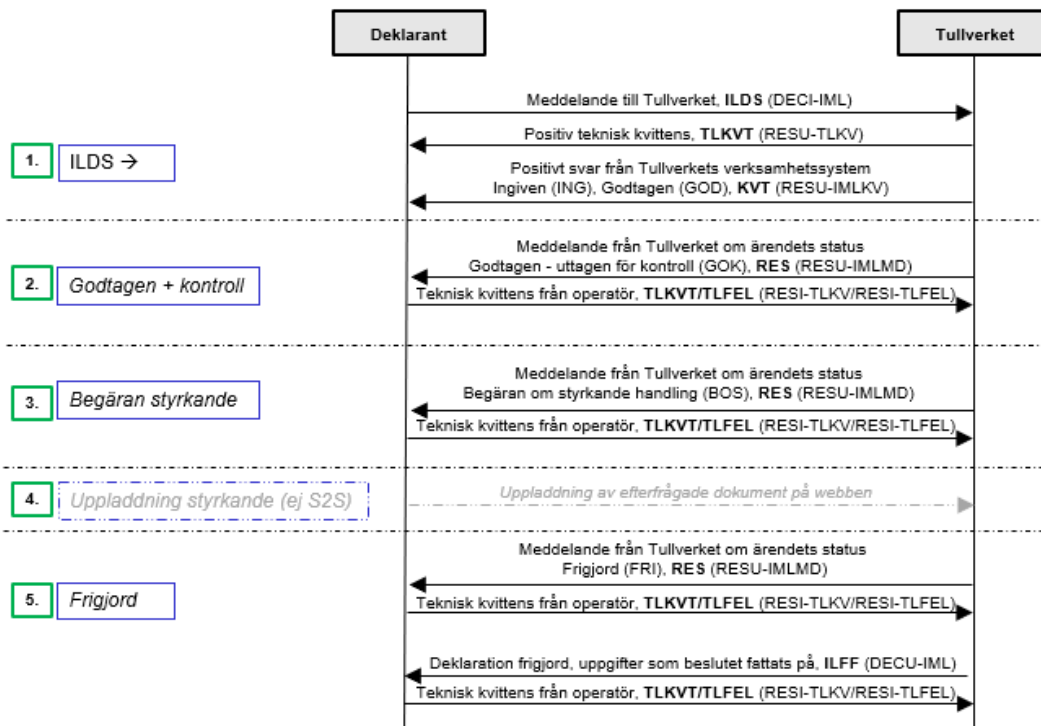 Deklarant
Tullverket
Meddelande till Tullverket, ILDS (DECI-IML)
Positiv teknisk kvittens, TLKVT (RESU-TLKV)
1.
ILDS →
Positivt svar från Tullverkets verksamhetssystem
Ingiven (ING), Godtagen (GOD), KVT (RESU-IMLKV)
Meddelande från Tullverket om ärendets status
Godtagen - uttagen för kontroll (GOK), RES (RESU-IMLMD)
2.
Godtagen + kontroll
Teknisk kvittens från operatör, TLKVT/TLFEL (RESI-TLKV/RESI-TLFEL)
Meddelande från Tullverket om ärendets status
Begäran om styrkande handling (BOS), RES (RESU-IMLMD)
3.
Begäran styrkande
Teknisk kvittens från operatör, TLKVT/TLFEL (RESI-TLKV/RESI-TLFEL)
4.
Uppladdning styrkande (ej S2S)
Uppladdning av efterfrågade dokument på webben
Meddelande från Tullverket om ärendets status
Frigjord (FRI), RES (RESU-IMLMD)
5.
Frigjord
Teknisk kvittens från operatör, TLKVT/TLFEL (RESI-TLKV/RESI-TLFEL)
Deklaration frigjord, uppgifter som beslutet fattats på, ILFF (DECU-IML)
Teknisk kvittens från operatör, TLKVT/TLFEL (RESI-TLKV/RESI-TLFEL)